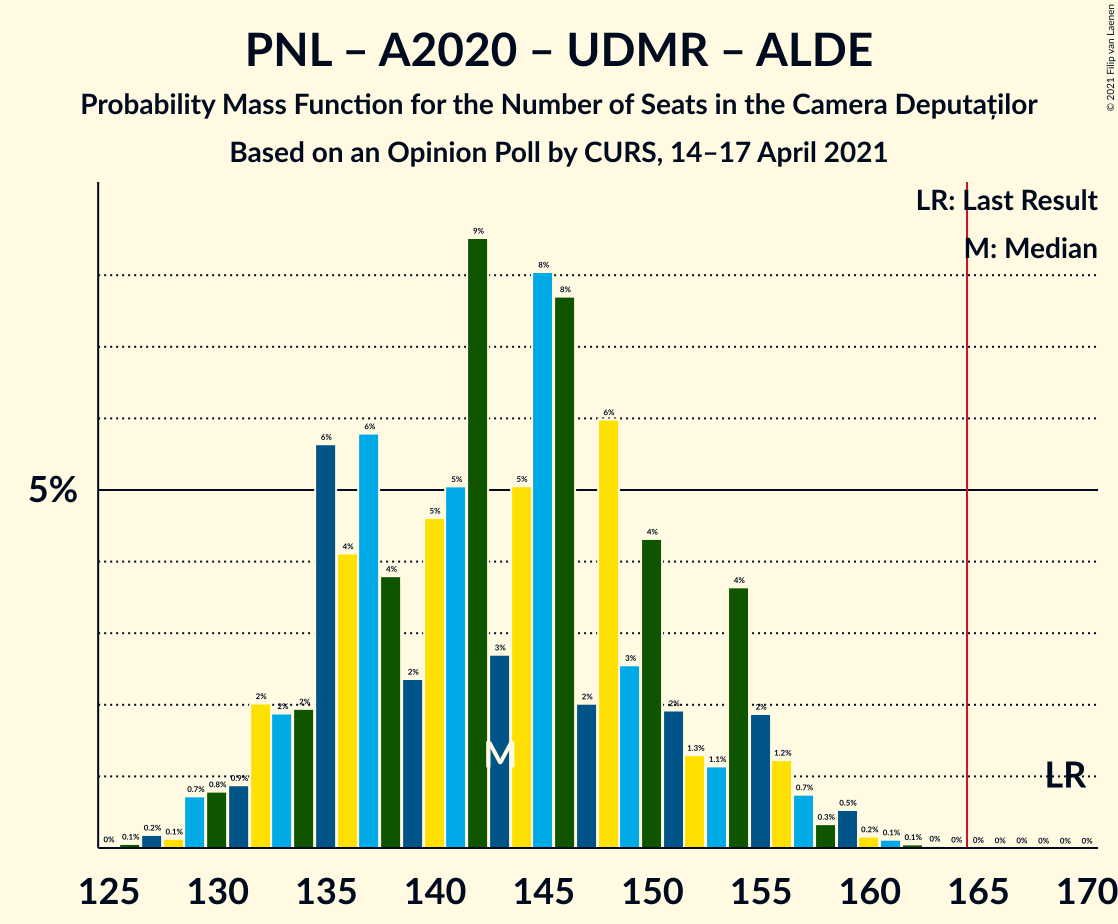 PNL – A2020 – UDMR – ALDE
Probability Mass Function for the Number of Seats in the Camera Deputaților
Based on an Opinion Poll by CURS, 14–17 April 2021
© 2021 Filip van Laenen
LR: Last Result
M: Median
5%
0% 0.1% 0.2% 0.1% 0.7% 0.8% 0.9% 2% 2% 2% 6% 4% 6% 4% 2% 5% 5% 9% 3% 5% 8% 8% 2% 6% 3% 4% 2% 1.3% 1.1% 4% 2% 1.2% 0.7% 0.3% 0.5% 0.2% 0.1% 0.1% 0% 0% 0% 0% 0% 0% 0% 0%
M
LR
125 130 135 140 145 150 155 160 165 170